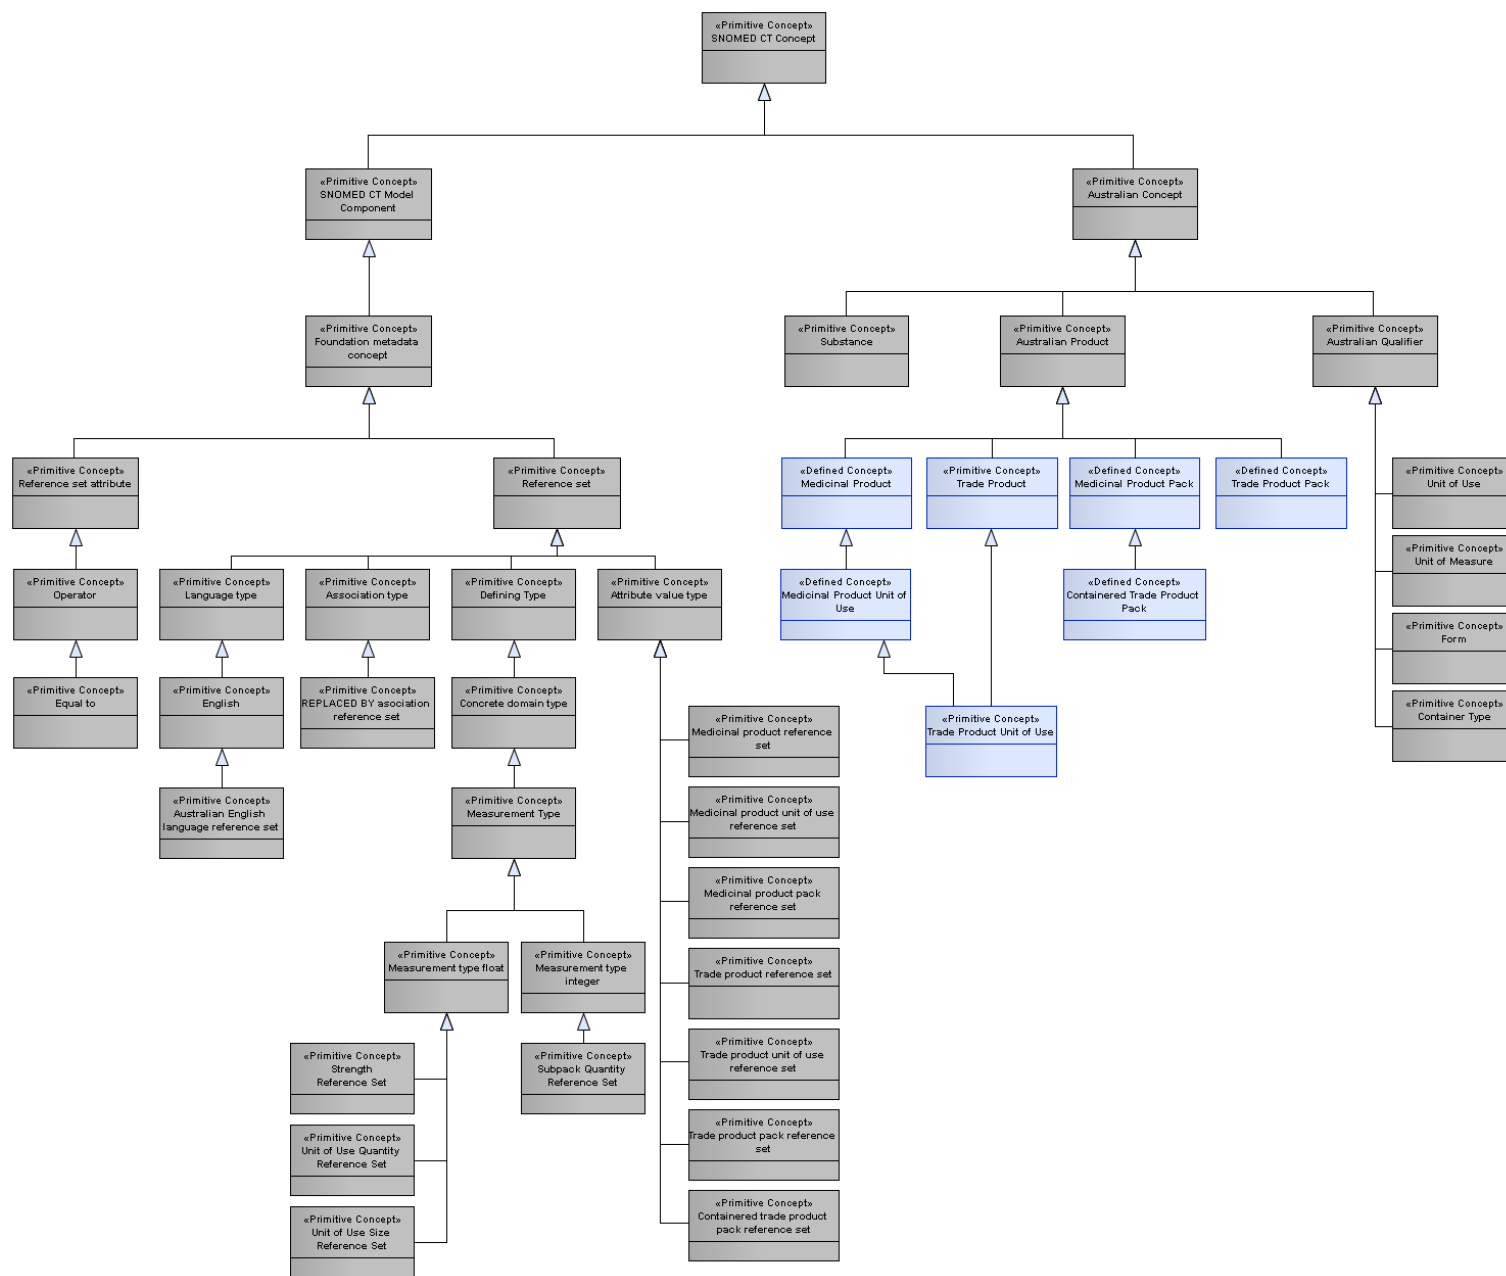 «Primitive Concept»
SNOMED CT Concept
«Primitive Concept»
SNOMED CT Model
Component
«Primitive Concept»
Australian Concept
«Primitive Concept»
Foundation metadata
concept
«Primitive Concept»
Substance
«Primitive Concept»
Australian Product
«Primitive Concept»
Australian Qualifier
«Primitive Concept»
Reference set attribute
«Primitive Concept»
Reference set
«Defined Concept»
Medicinal Product
«Primitive Concept»
Trade Product
«Defined Concept»
Medicinal Product Pack
«Defined Concept»
Trade Product Pack
«Primitive Concept»
Unit of Use
«Primitive Concept»
Unit of Measure
«Primitive Concept»
Form
«Primitive Concept»
Container Type
«Primitive Concept»
Operator
«Primitive Concept»
Language type
«Primitive Concept»
Association type
«Primitive Concept»
Defining Type
«Primitive Concept»
Attribute value type
«Defined Concept»
Medicinal Product Unit of
Use
«Defined Concept»
Containered Trade Product
Pack
«Primitive Concept»
Equal to
«Primitive Concept»
English
«Primitive Concept»
REPLACED BY asociation
reference set
«Primitive Concept»
Concrete domain type
«Primitive Concept»
Trade Product Unit of Use
«Primitive Concept»
Australian English
language reference set
«Primitive Concept»
Measurement Type
«Primitive Concept»
Medicinal product reference
set
«Primitive Concept»
Medicinal product unit of use
reference set
«Primitive Concept»
Medicinal product pack
reference set
«Primitive Concept»
Trade product reference set
«Primitive Concept»
Trade product unit of use
reference set
«Primitive Concept»
Trade product pack reference
set
«Primitive Concept»
Containered trade product
pack reference set
«Primitive Concept»
Measurement type float
«Primitive Concept»
Measurement type
integer
«Primitive Concept»
Strength
Reference Set
«Primitive Concept»
Subpack Quantity
Reference Set
«Primitive Concept»
Unit of Use Quantity
Reference Set
«Primitive Concept»
Unit of Use Size
Reference Set